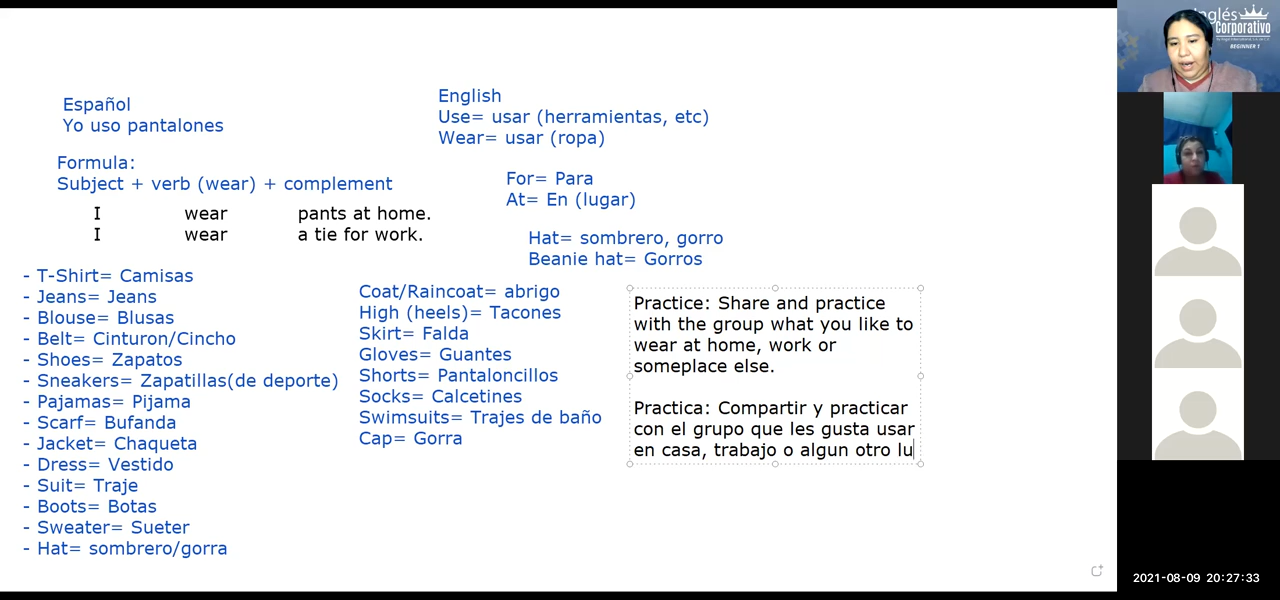 Español
Yo uso pantalones
Formula:
Subject + verb (wear) + complement
I wear pants at home.
I wear a tie for work.
English
Use= usar (herramientas, etc)
Wear= usar (ropa)
For= Para
At= En (lugar)
Hat= sombrero, gorro
Beanie hat= Gorros
- T-Shirt= Camisas
- Jeans= Jeans
- Blouse= Blusas
- Belt= Cinturon/Cincho
- Shoes= Zapatos
- Sneakers= Zapatillas(de deporte)
- Pajamas= Pijama
- Scarf= Bufanda
- Jacket= Chaqueta
- Dress= Vestido
- Suit= Traje
- Boots= Botas
- Sweater= Sueter
- Hat= sombrero/gorra
Coat/Raincoat= abrigo
High (heels)= Tacones
Skirt= Falda
Gloves= Guantes
Shorts= Pantaloncillos
Socks= Calcetines
Swimsuits= Trajes de baño
Cap= Gorra
Practice: Share and practice
with the group what you like to
wear at home, work or
someplace else.
Practica: Compartir y practicar
con el grupo que les gusta usar
en casa, trabajo o algun otro lu
Inglés
Corporativo
BEGINNER 1
2021-08-09 20:27:33